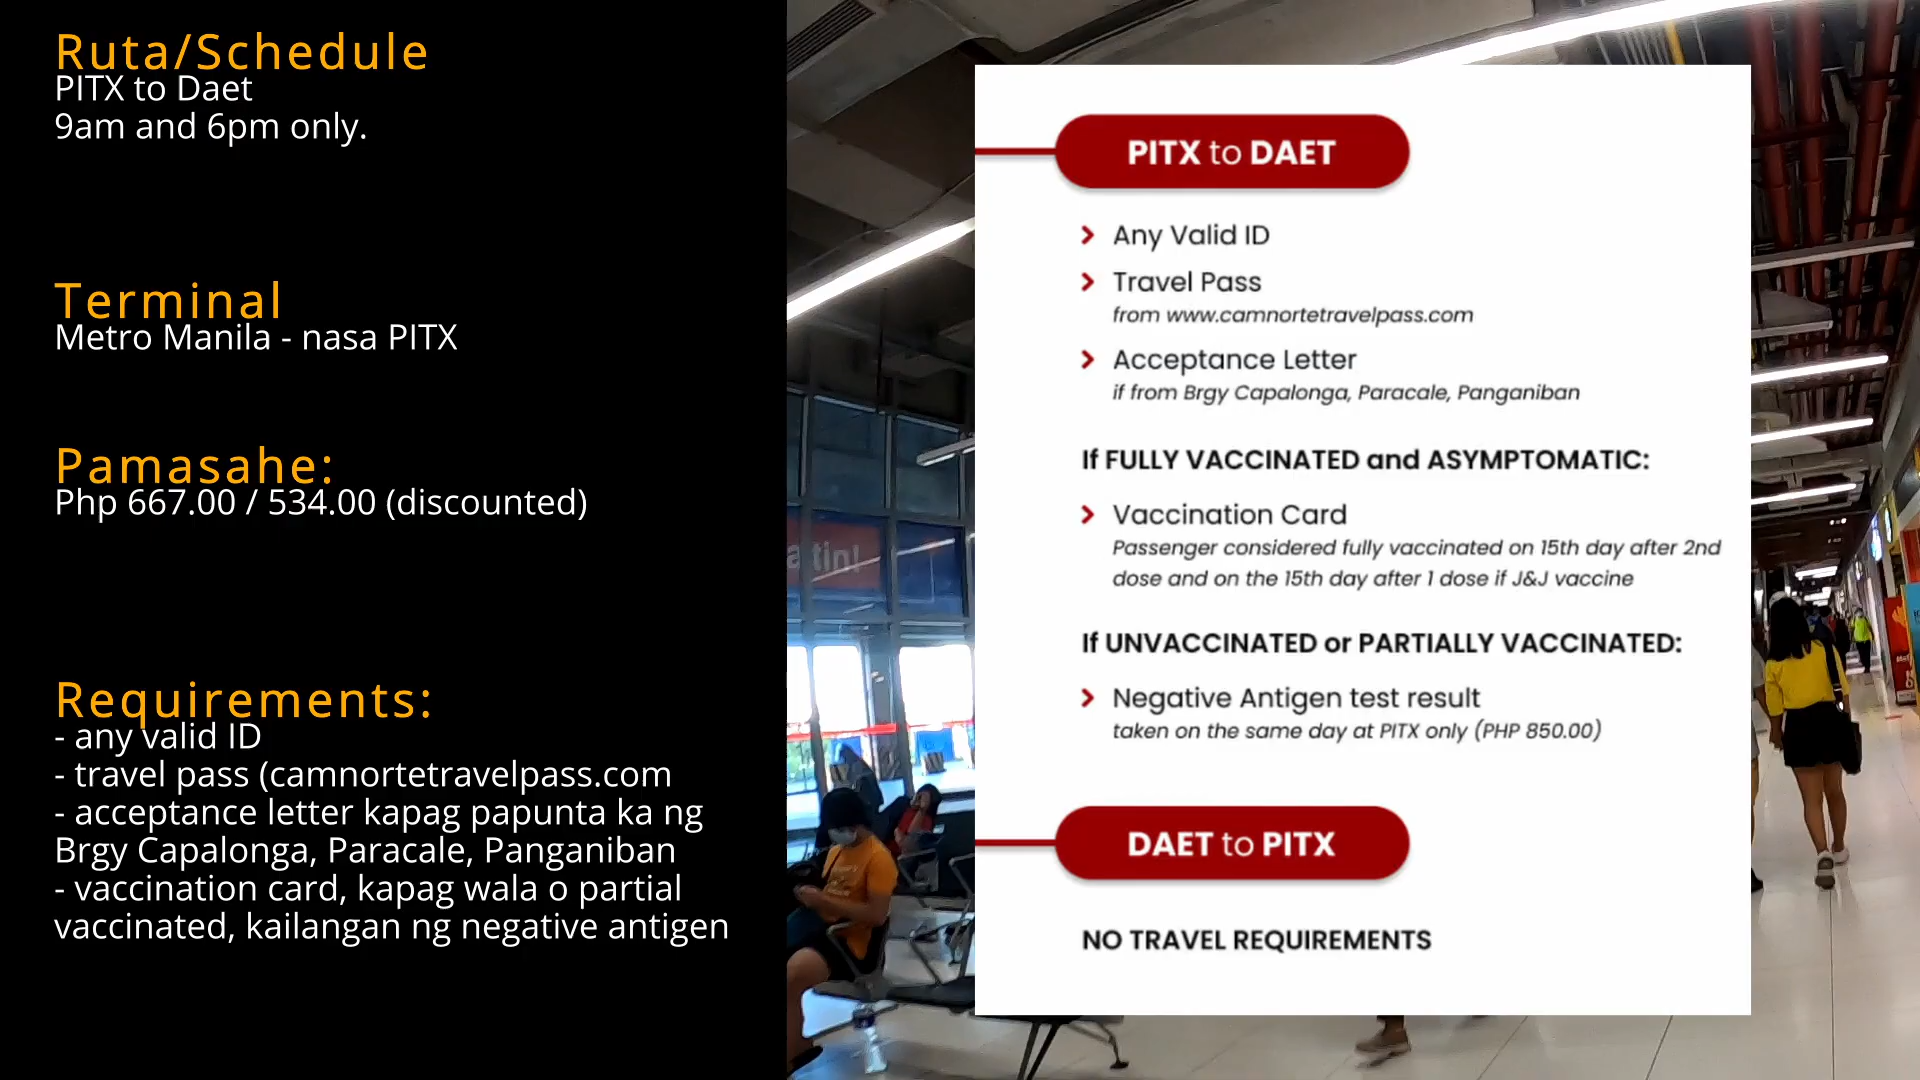 Ruta/Schedule
PITX to Daet
9am and 6pm only.
Terminal
Metro Manila - nasa PITX
Pamasahe:
Php 667.00 / 534.00 (discounted)
Requirements:
- any valid ID
- travel pass (camnortetravelpass.com
- acceptance letter kapag papunta ka ng
Brgy Capalonga, Paracale, Panganiban
- vaccination card, kapag wala o partial
vaccinated, kailangan ng negative antigen
PITX to DAET
Any Valid ID
Travel Pass
from www.camnortetravelpass.com
Acceptance Letter
if from Brgy Capalonga, Paracale, Panganiban
If FULLY VACCINATED and ASYMPTOMATIC:
Vaccination Card
Passenger considered fully vaccinated on 15th day after 2nd
dose and on the 15th day after 1 dose if J&J vaccine
If UNVACCINATED or PARTIALLY VACCINATED:
Negative Antigen test result
taken on the same day at PITX only (PHP 850.00)
DAET to PITX
NO TRAVEL REQUIREMENTS